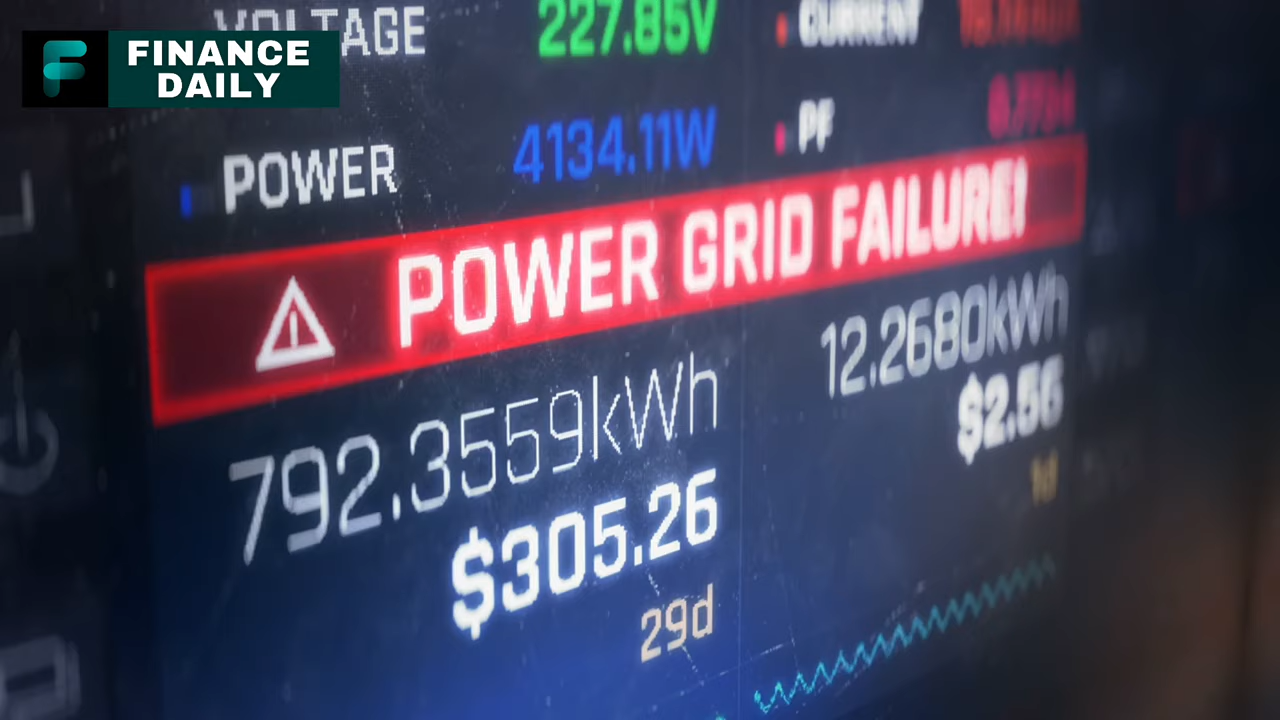 FINANCE
DAILY
VOLTAGE 227.85V
CURRENT
POWER 4134.11W
PF
POWER GRID FAILURE!
792.3559kWh
$305.26
29d
12.2680kWh
$2.56
1d